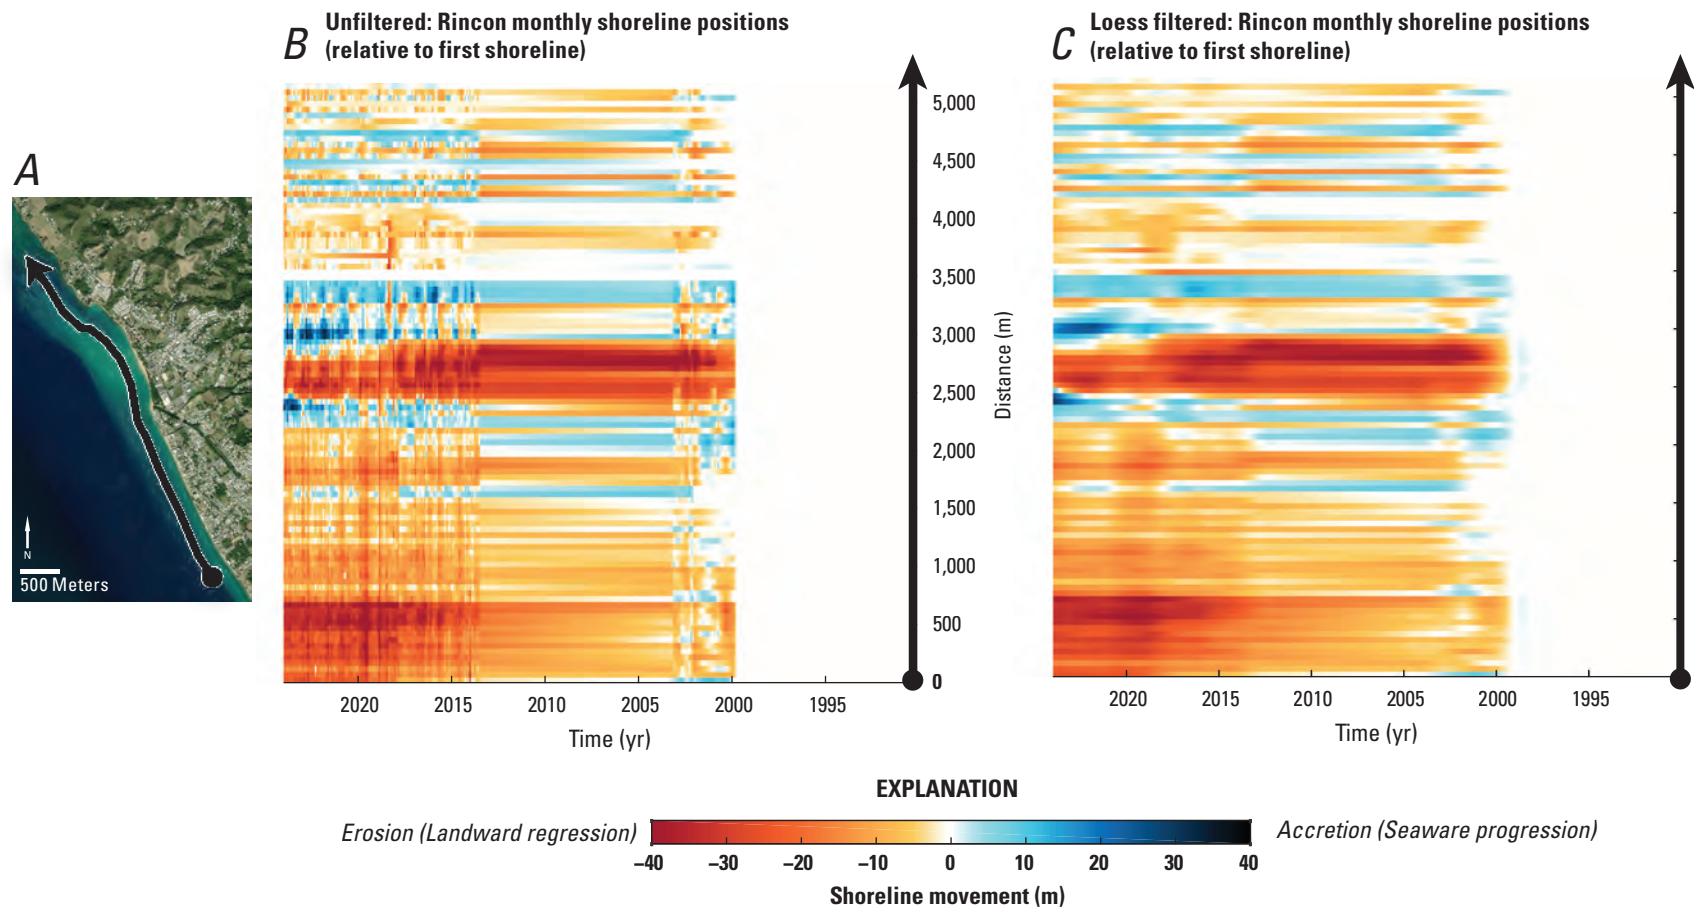 A
N
500 Meters
B
Unfiltered: Rincon monthly shoreline positions
(relative to first shoreline)
5,000
4,500
4,000
3,500
3,000
2,500
2,000
1,500
1,000
500
0
Distance (m)
2020 2015 2010 2005 2000 1995
Time (yr)
C
Loess filtered: Rincon monthly shoreline positions
(relative to first shoreline)
2020 2015 2010 2005 2000 1995
Time (yr)
EXPLANATION
Erosion (Landward regression)
Accretion (Seaware progression)
−40 −30 −20 −10 0 10 20 30 40
Shoreline movement (m)